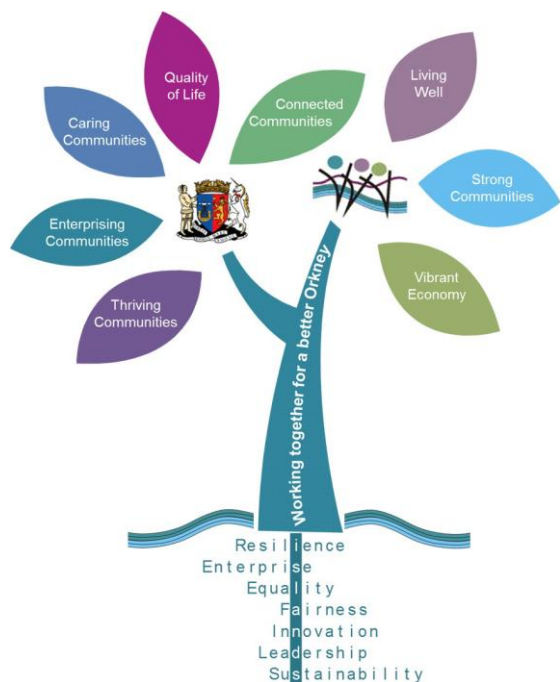 Quality
of Life
Connected
Communities
Living
Well
Caring
Communities
Strong
Communities
Enterprising
Communities
Vibrant
Economy
Thriving
Communities
Working together for a better Orkney
Resilience
Enterprise
Equality
Fairness
Innovation
Leadership
Sustainability